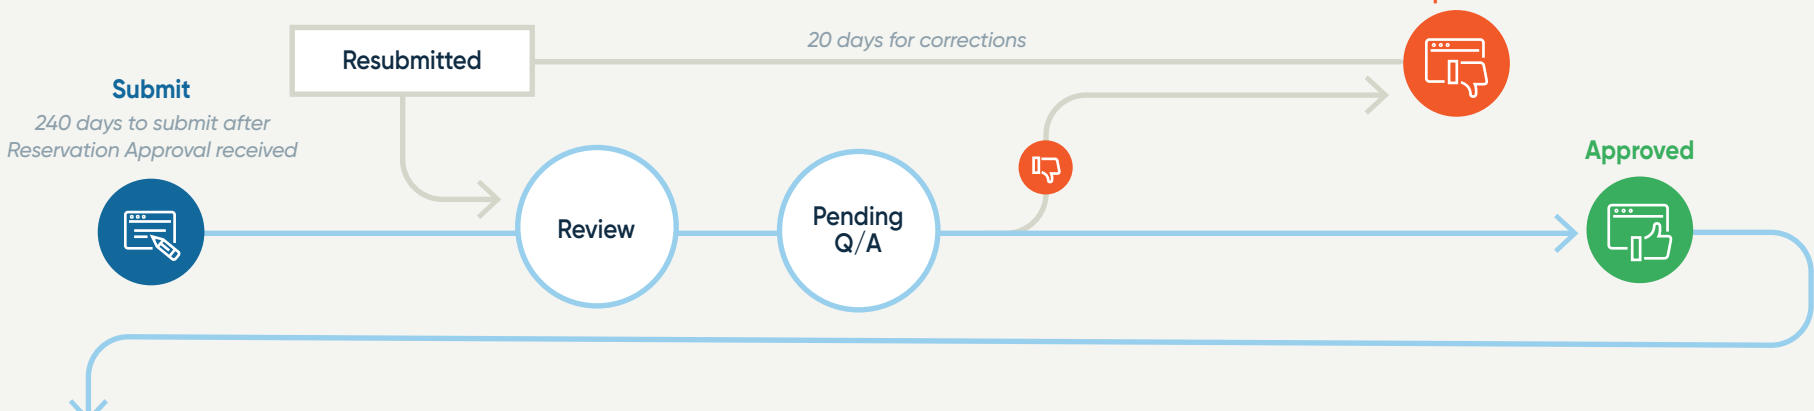 Resubmitted
20 days for corrections
Submit
240 days to submit after
Reservation Approval received
Approved
Review
Pending
Q/A